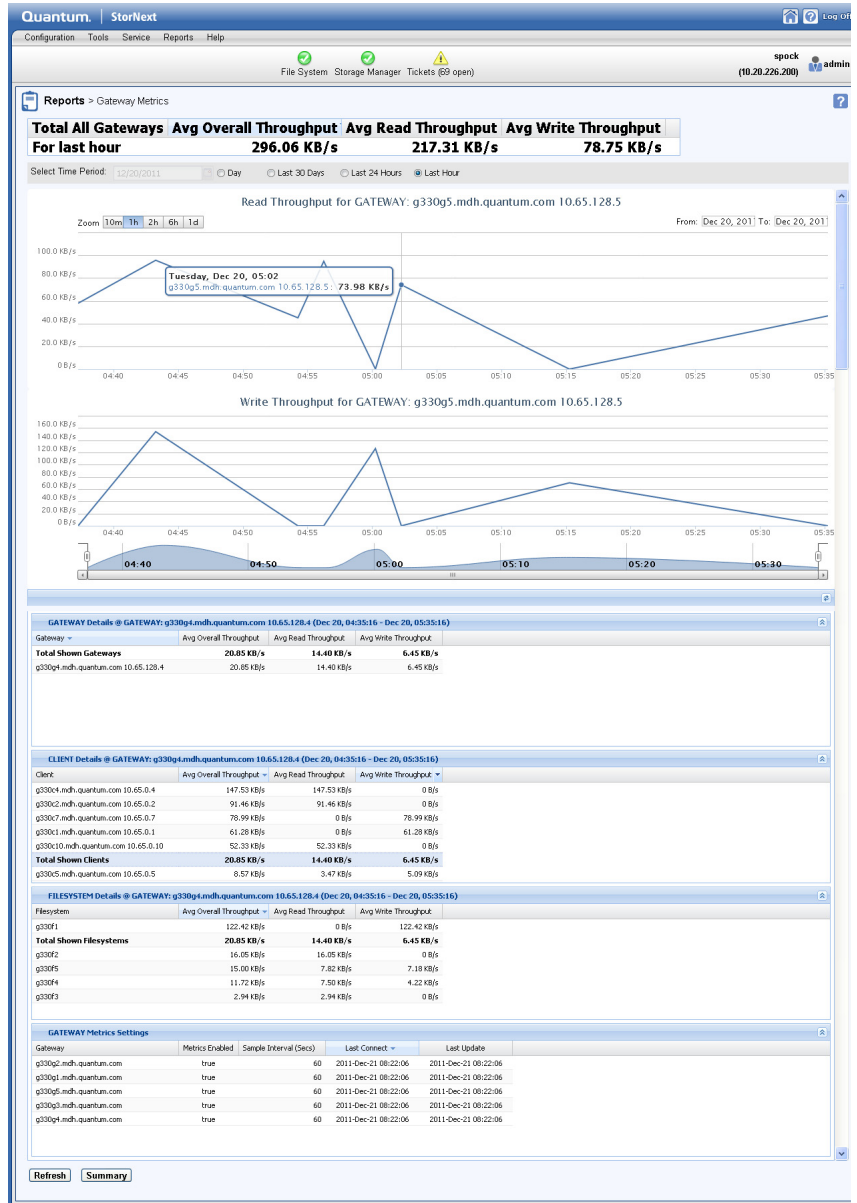 Quantum. StorNext Log Off
Configuration Tools Service Reports Help
File System Storage Manager Tickets (69 open)
spock
(10.20.226.200)
admin
Reports > Gateway Metrics
Total All Gateways Avg Overall Throughput Avg Read Throughput Avg Write Throughput
For last hour 296.06 KB/s 217.31 KB/s 78.75 KB/s
Select Time Period: 12/20/2011 Day Last 30 Days Last 24 Hours Last Hour
Read Throughput for GATEWAY: g330g5.mdh.quantum.com 10.65.128.5
Zoom 10m 1h 2h 6h 1d From: Dec 20, 201 To: Dec 20, 201
100.0 KB/s
80.0 KB/s
Tuesday, Dec 20, 05:02
g330g5.mdh.quantum.com 10.65.128.5: 73.98 KB/s
60.0 KB/s
40.0 KB/s
20.0 KB/s
0 B/s
04:40 04:45 04:50 04:55 05:00 05:05 05:10 05:15 05:20 05:25 05:30 05:35
Write Throughput for GATEWAY: g330g5.mdh.quantum.com 10.65.128.5
160.0 KB/s
140.0 KB/s
120.0 KB/s
100.0 KB/s
80.0 KB/s
60.0 KB/s
40.0 KB/s
20.0 KB/s
0 B/s
04:40 04:45 04:50 04:55 05:00 05:05 05:10 05:15 05:20 05:25 05:30 05:35
04:40 04:50 05:00 05:10 05:20 05:30
GATEWAY Details @ GATEWAY: g330g4.mdh.quantum.com 10.65.128.4 (Dec 20, 04:35:16 - Dec 20, 05:35:16)
Gateway Avg Overall Throughput Avg Read Throughput Avg Write Throughput
Total Shown Gateways 20.85 KB/s 14.40 KB/s 6.45 KB/s
g330g4.mdh.quantum.com 10.65.128.4 20.85 KB/s 14.40 KB/s 6.45 KB/s
CLIENT Details @ GATEWAY: g330g4.mdh.quantum.com 10.65.128.4 (Dec 20, 04:35:16 - Dec 20, 05:35:16)
Client Avg Overall Throughput Avg Read Throughput Avg Write Throughput
g330c4.mdh.quantum.com 10.65.0.4 147.53 KB/s 147.53 KB/s 0 B/s
g330c2.mdh.quantum.com 10.65.0.2 91.46 KB/s 91.46 KB/s 0 B/s
g330c7.mdh.quantum.com 10.65.0.7 78.99 KB/s 0 B/s 78.99 KB/s
g330c1.mdh.quantum.com 10.65.0.1 61.28 KB/s 0 B/s 61.28 KB/s
g330c10.mdh.quantum.com 10.65.0.10 52.33 KB/s 52.33 KB/s 0 B/s
Total Shown Clients 20.85 KB/s 14.40 KB/s 6.45 KB/s
g330c5.mdh.quantum.com 10.65.0.5 8.57 KB/s 3.47 KB/s 5.09 KB/s
FILESYSTEM Details @ GATEWAY: g330g4.mdh.quantum.com 10.65.128.4 (Dec 20, 04:35:16 - Dec 20, 05:35:16)
Filesystem Avg Overall Throughput Avg Read Throughput Avg Write Throughput
g330f1 122.42 KB/s 0 B/s 122.42 KB/s
Total Shown Filesystems 20.85 KB/s 14.40 KB/s 6.45 KB/s
g330f2 16.05 KB/s 16.05 KB/s 0 B/s
g330f5 15.00 KB/s 7.82 KB/s 7.18 KB/s
g330f4 11.72 KB/s 7.50 KB/s 4.22 KB/s
g330f3 2.94 KB/s 2.94 KB/s 0 B/s
GATEWAY Metrics Settings
Gateway Metrics Enabled Sample Interval (Secs) Last Connect Last Update
g330g2.mdh.quantum.com true 60 2011-Dec-21 08:22:06 2011-Dec-21 08:22:06
g330g1.mdh.quantum.com true 60 2011-Dec-21 08:22:06 2011-Dec-21 08:22:06
g330g5.mdh.quantum.com true 60 2011-Dec-21 08:22:06 2011-Dec-21 08:22:06
g330g3.mdh.quantum.com true 60 2011-Dec-21 08:22:06 2011-Dec-21 08:22:06
g330g4.mdh.quantum.com true 60 2011-Dec-21 08:22:06 2011-Dec-21 08:22:06
Refresh Summary